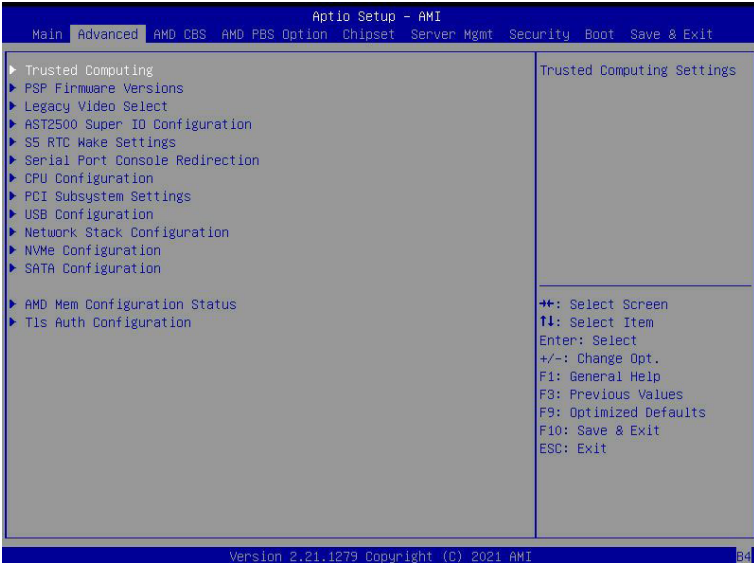 Aptio Setup - AMI
Main Advanced AMD CBS AMD PBS Option Chipset Server Mgmt Security Boot Save & Exit
▶ Trusted Computing
▶ PSP Firmware Versions
▶ Legacy Video Select
▶ AST2500 Super IO Configuration
▶ S5 RTC Wake Settings
▶ Serial Port Console Redirection
▶ CPU Configuration
▶ PCI Subsystem Settings
▶ USB Configuration
▶ Network Stack Configuration
▶ NVMe Configuration
▶ SATA Configuration
▶ AMD Mem Configuration Status
▶ Tls Auth Configuration
Trusted Computing Settings
→←: Select Screen
↑↓: Select Item
Enter: Select
+/-: Change Opt.
F1: General Help
F3: Previous Values
F9: Optimized Defaults
F10: Save & Exit
ESC: Exit
Version 2.21.1279 Copyright (C) 2021 AMI
B4